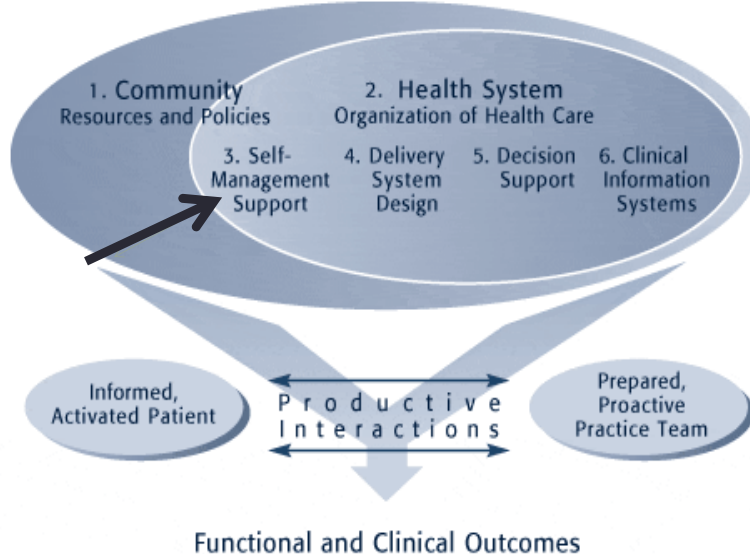 1. Community
Resources and Policies
2. Health System
Organization of Health Care
3. Self-
Management
Support
4. Delivery
System
Design
5. Decision
Support
6. Clinical
Information
Systems
Informed,
Activated Patient
Productive
Interactions
Prepared,
Proactive
Practice Team
Functional and Clinical Outcomes